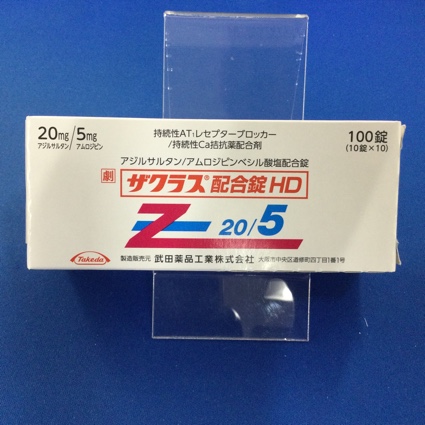 20mg/5mg
アジルサルタン/アムロジピン
持続性AT₁レセプターブロッカー
/持続性Ca拮抗薬配合剤
100錠
(10錠×10)
アジルサルタン/アムロジピンベシル酸塩配合錠
劇 ザクラス®配合錠HD
Z 20/5
Takeda
製造販売元 武田薬品工業株式会社 大阪市中央区道修町四丁目1番1号